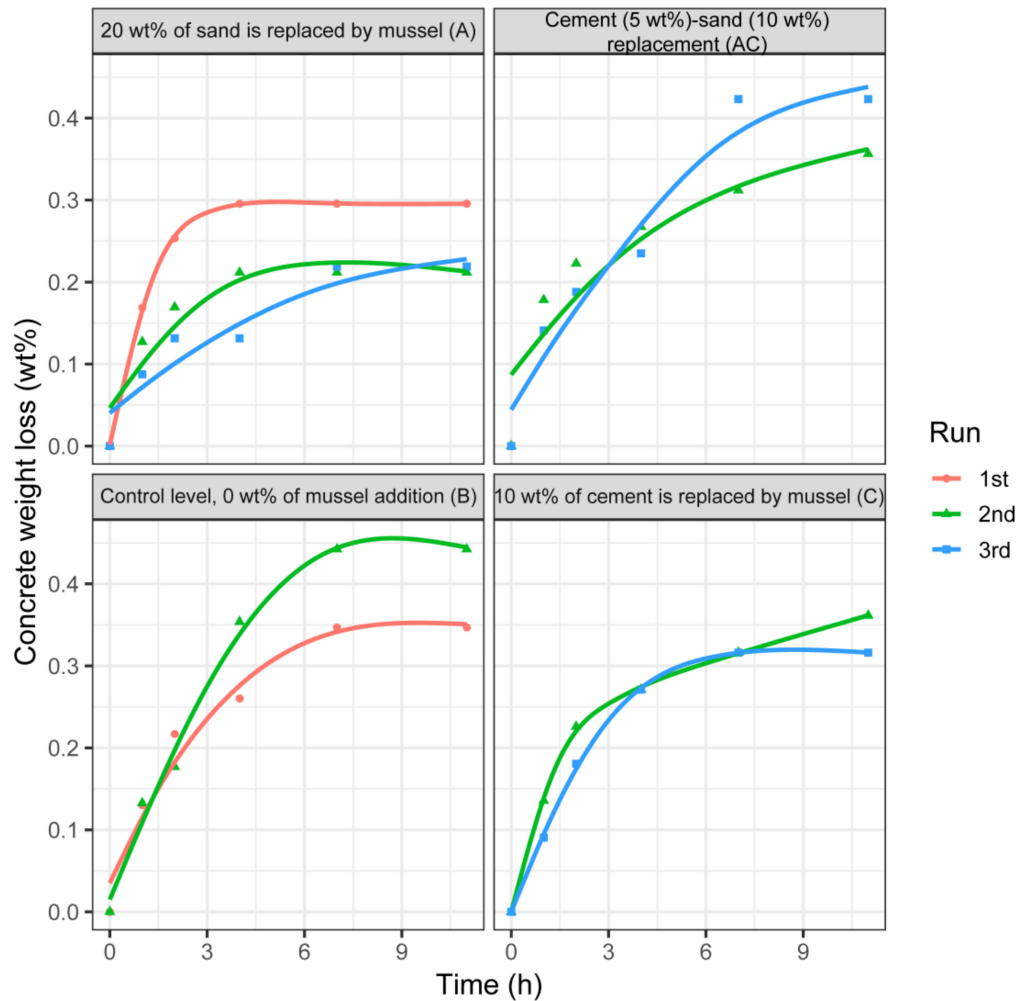 20 wt% of sand is replaced by mussel (A)
Cement (5 wt%)-sand (10 wt%)
replacement (AC)
0.4
0.3
0.2
0.1
0.0
Control level, 0 wt% of mussel addition (B)
10 wt% of cement is replaced by mussel (C)
0.4
0.3
0.2
0.1
0.0
0 3 6 9
0 3 6 9
Time (h)
Concrete weight loss (wt%)
Run
1st
2nd
3rd